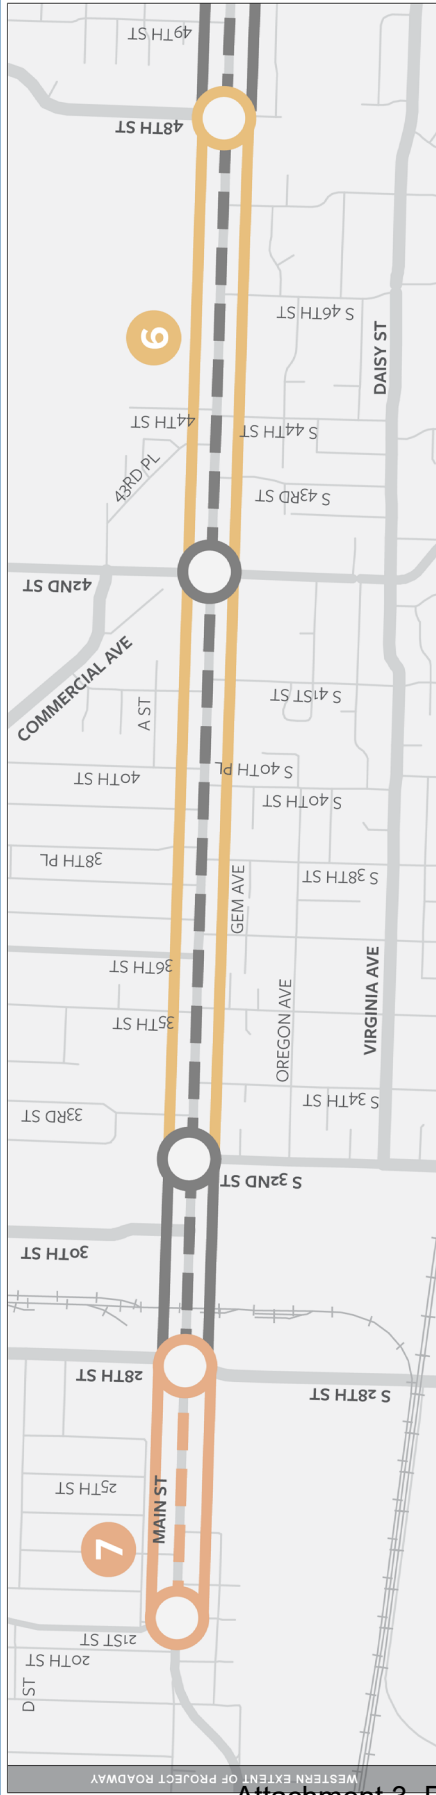 49TH ST
48TH ST
S 46TH ST
DAISY ST
6
44TH ST
S 44TH ST
43RD PL
S 43RD ST
42ND ST
COMMERCIAL AVE
S 41ST ST
A ST
S 40TH PL
40TH ST
S 40TH ST
38TH PL
S 38TH ST
GEM AVE
36TH ST
VIRGINIA AVE
35TH ST
OREGON AVE
S 34TH ST
33RD ST
S 32ND ST
30TH ST
28TH ST
S 28TH ST
25TH ST
MAIN ST
7
21ST ST
20TH ST
D ST
WESTERN EXTENT OF PROJECT ROADWAY